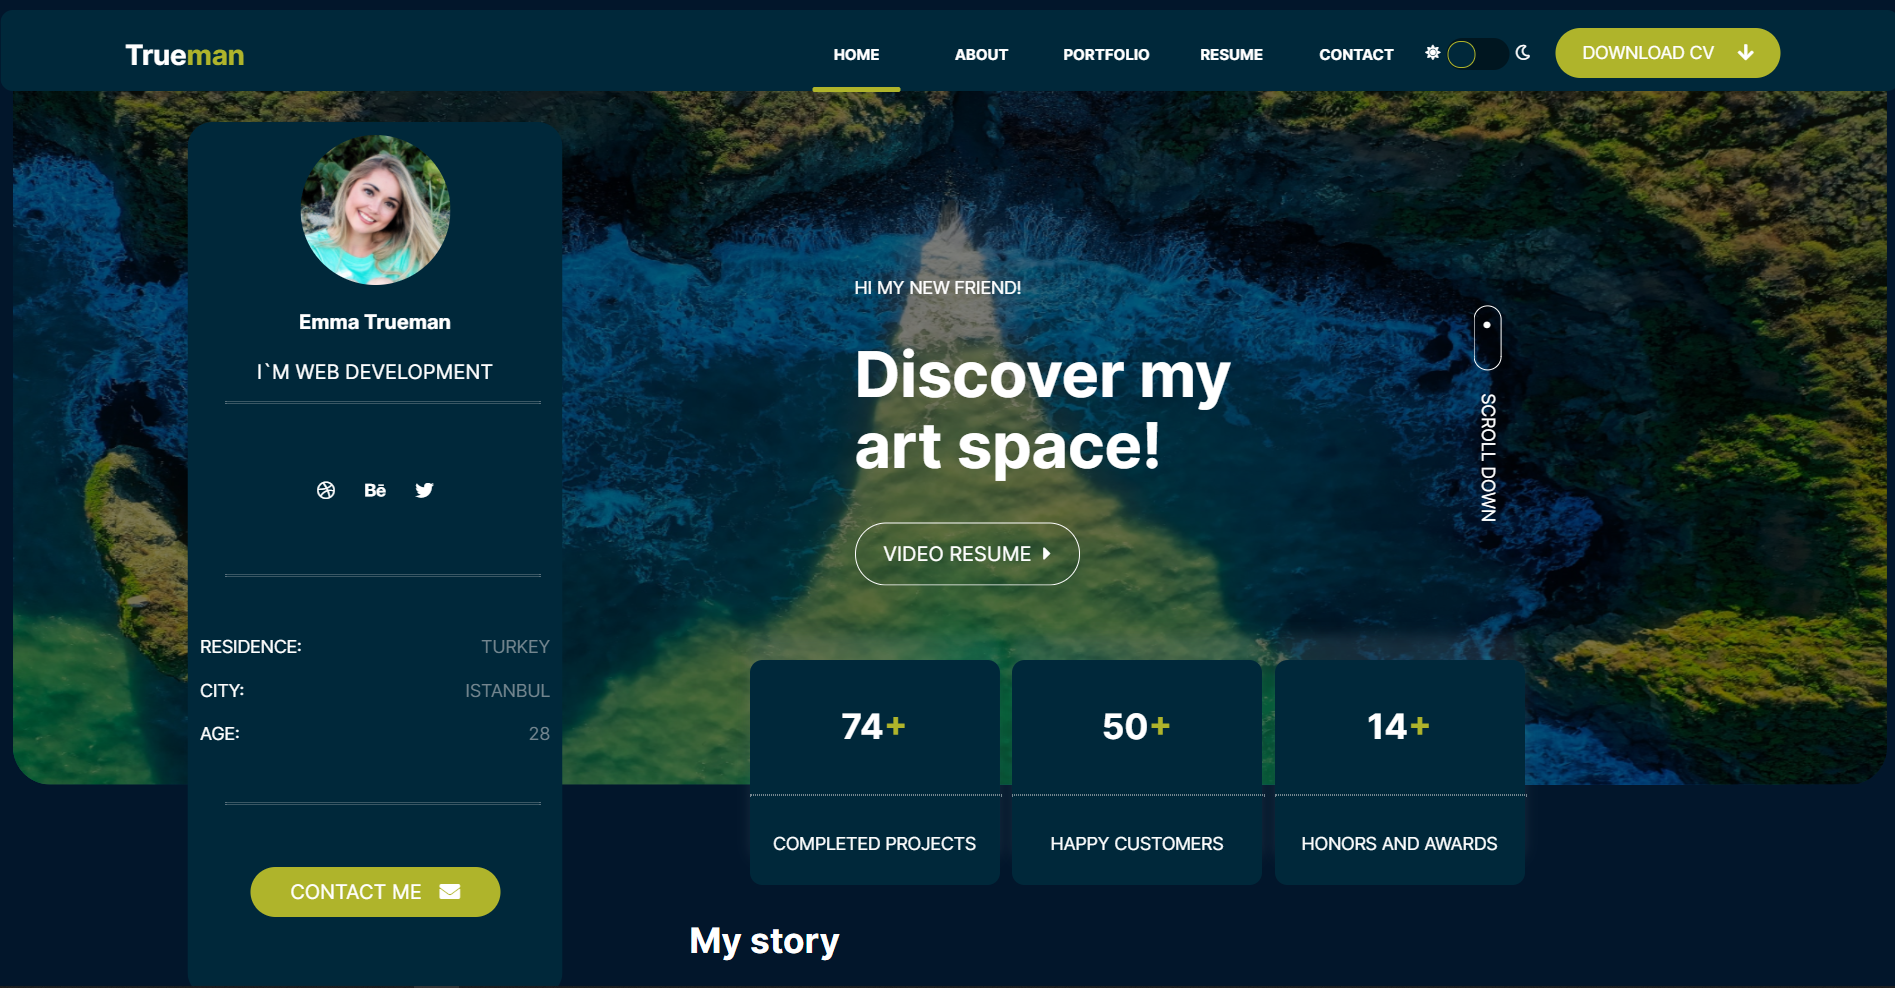 Trueman
HOME ABOUT PORTFOLIO RESUME CONTACT DOWNLOAD CV
Emma Trueman
I`M WEB DEVELOPMENT
Bē
RESIDENCE: TURKEY
CITY: ISTANBUL
AGE: 28
CONTACT ME
HI MY NEW FRIEND!
Discover my
art space!
VIDEO RESUME
SCROLL DOWN
74+
COMPLETED PROJECTS
50+
HAPPY CUSTOMERS
14+
HONORS AND AWARDS
My story